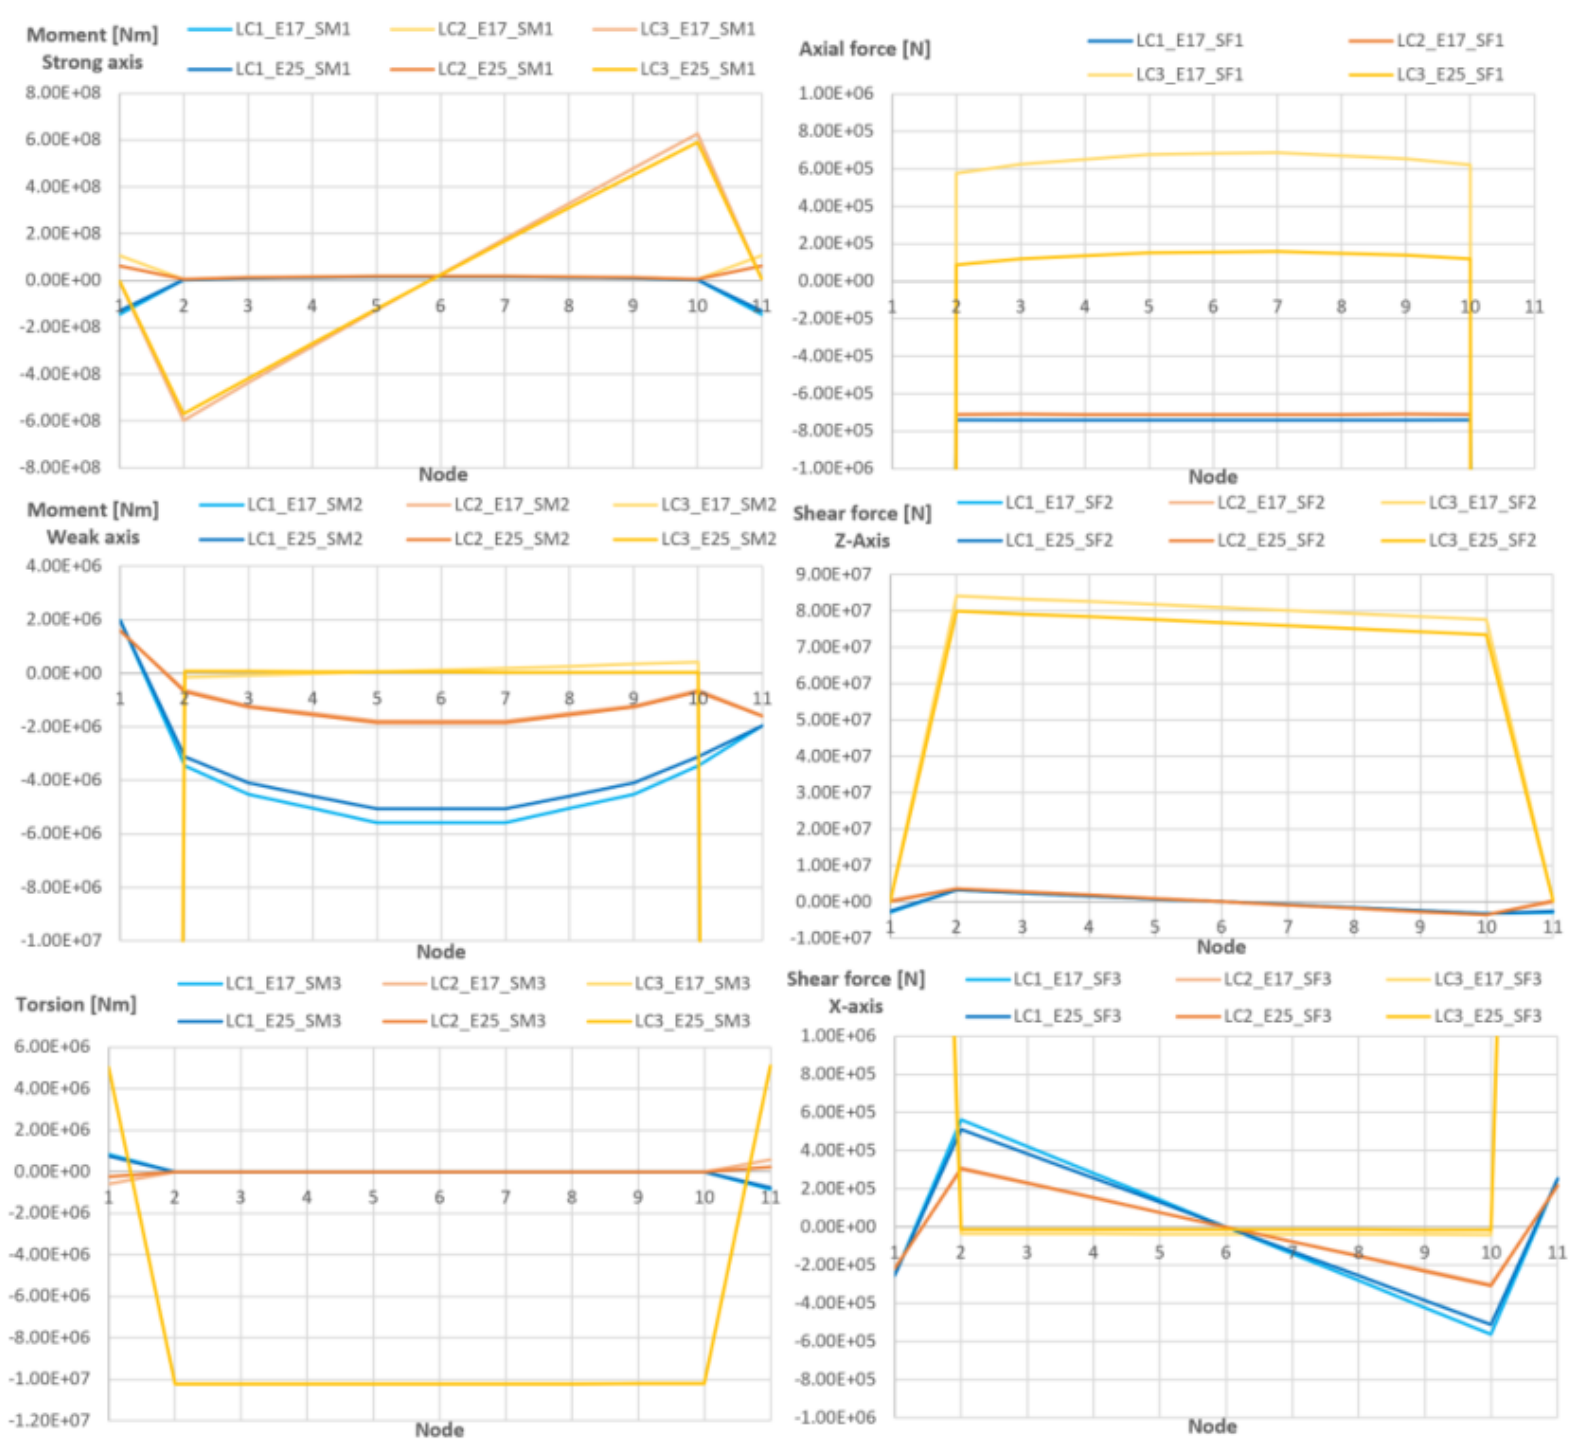 Moment [Nm]
Strong axis
LC1_E17_SM1 LC2_E17_SM1 LC3_E17_SM1
LC1_E25_SM1 LC2_E25_SM1 LC3_E25_SM1
8.00E+08
6.00E+08
4.00E+08
2.00E+08
0.00E+00
-2.00E+08
-4.00E+08
-6.00E+08
-8.00E+08
1 2 3 4 5 6 7 8 9 10 11
Node
Axial force [N]
LC1_E17_SF1 LC2_E17_SF1
LC3_E17_SF1 LC3_E25_SF1
1.00E+06
8.00E+05
6.00E+05
4.00E+05
2.00E+05
0.00E+00
-2.00E+05
-4.00E+05
-6.00E+05
-8.00E+05
-1.00E+06
1 2 3 4 5 6 7 8 9 10 11
Node
Moment [Nm]
Weak axis
LC1_E17_SM2 LC2_E17_SM2 LC3_E17_SM2
LC1_E25_SM2 LC2_E25_SM2 LC3_E25_SM2
4.00E+06
2.00E+06
0.00E+00
-2.00E+06
-4.00E+06
-6.00E+06
-8.00E+06
-1.00E+07
1 2 3 4 5 6 7 8 9 10 11
Node
Shear force [N]
Z-Axis
LC1_E17_SF2 LC2_E17_SF2 LC3_E17_SF2
LC1_E25_SF2 LC2_E25_SF2 LC3_E25_SF2
9.00E+07
8.00E+07
7.00E+07
6.00E+07
5.00E+07
4.00E+07
3.00E+07
2.00E+07
1.00E+07
0.00E+00
-1.00E+07
1 2 3 4 5 6 7 8 9 10 11
Node
Torsion [Nm]
LC1_E17_SM3 LC2_E17_SM3 LC3_E17_SM3
LC1_E25_SM3 LC2_E25_SM3 LC3_E25_SM3
6.00E+06
4.00E+06
2.00E+06
0.00E+00
-2.00E+06
-4.00E+06
-6.00E+06
-8.00E+06
-1.00E+07
-1.20E+07
1 2 3 4 5 6 7 8 9 10 11
Node
Shear force [N]
X-axis
LC1_E17_SF3 LC2_E17_SF3 LC3_E17_SF3
LC1_E25_SF3 LC2_E25_SF3 LC3_E25_SF3
1.00E+06
8.00E+05
6.00E+05
4.00E+05
2.00E+05
0.00E+00
-2.00E+05
-4.00E+05
-6.00E+05
-8.00E+05
-1.00E+06
1 2 3 4 5 6 7 8 9 10 11
Node